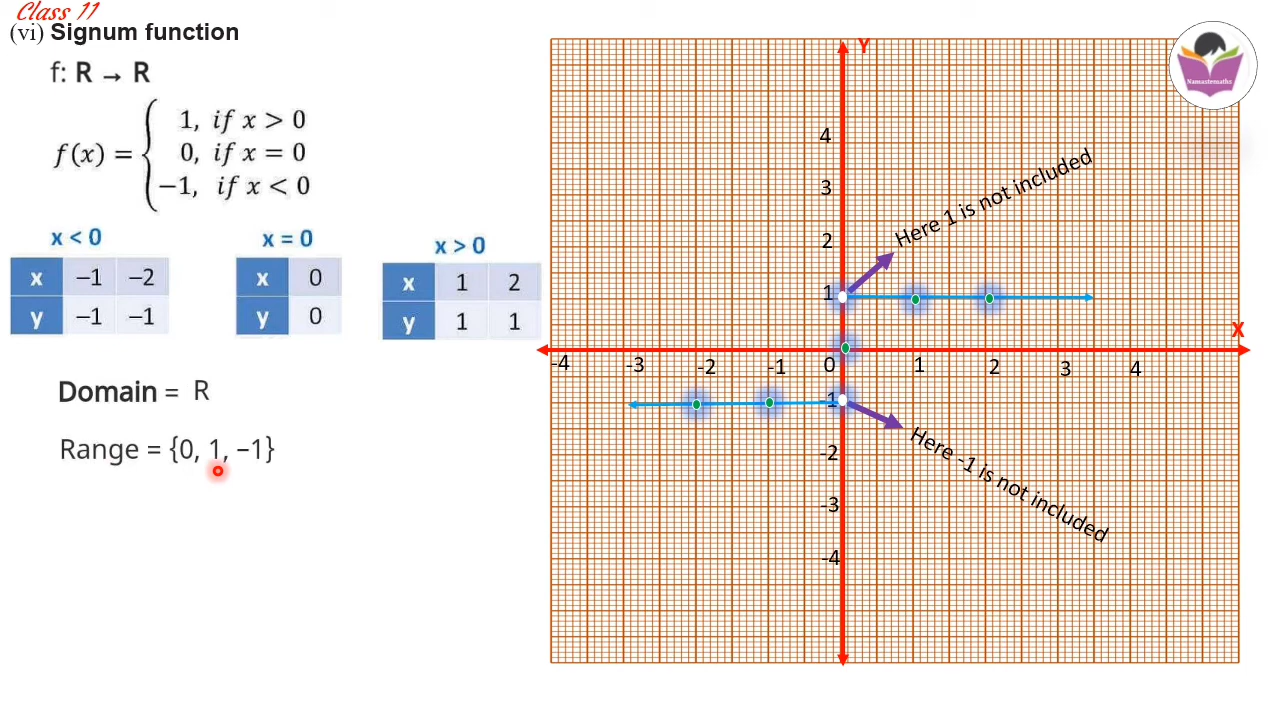 Class 11
(vi) Signum function
f: R → R
f(x) = { 1, if x > 0
0, if x = 0
−1, if x < 0
x < 0
x −1 −2
y −1 −1
x = 0
x 0
y 0
x > 0
x 1 2
y 1 1
Domain = R
Range = {0, 1, −1}
Y
4
3
2
1
X
-4 -3 -2 -1 0 1 2 3 4
-1
-2
-3
-4
Here 1 is not included
Here -1 is not included
Namastemaths